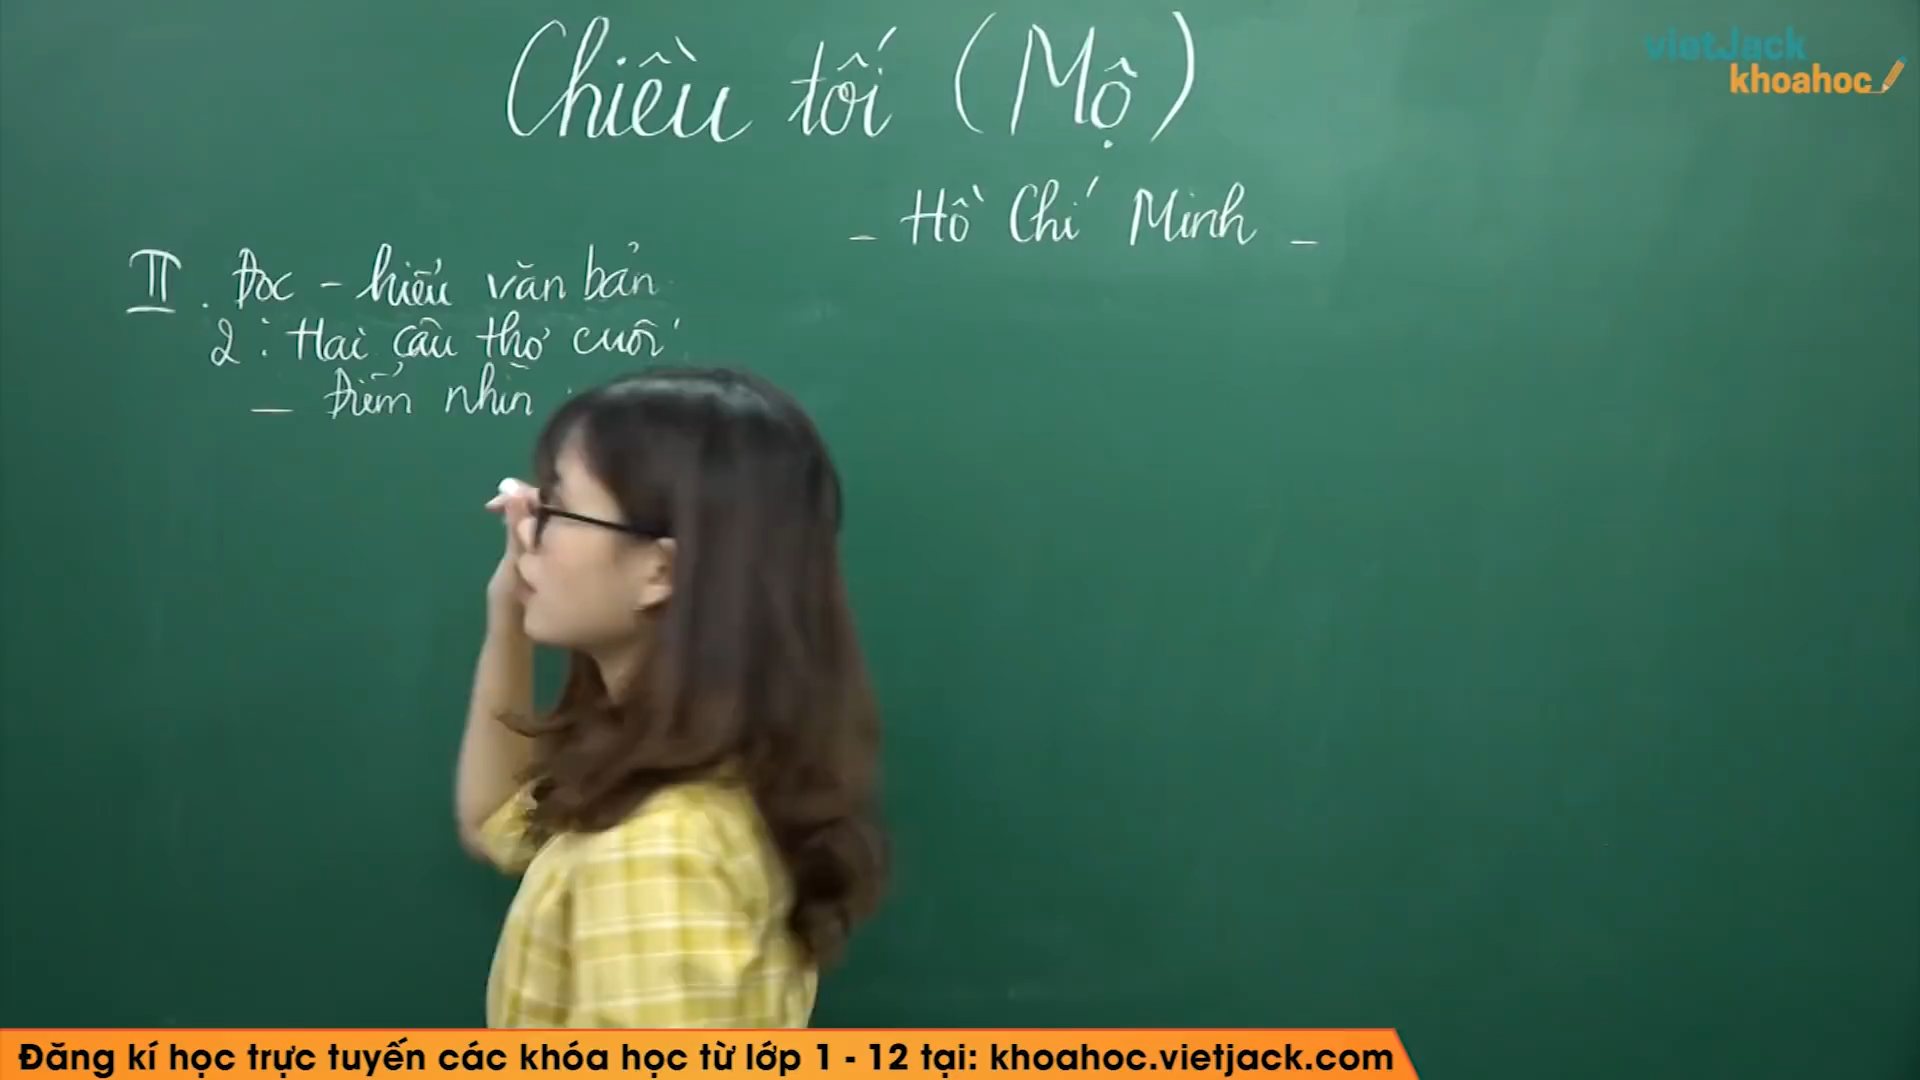 Chiều tối (Mộ)
vietJack
khoahoc
- Hồ Chí Minh -
II. Đọc - hiểu văn bản
2: Hai câu thơ cuối
- Điểm nhìn :
Đăng kí học trực tuyến các khóa học từ lớp 1 - 12 tại: khoahoc.vietjack.com